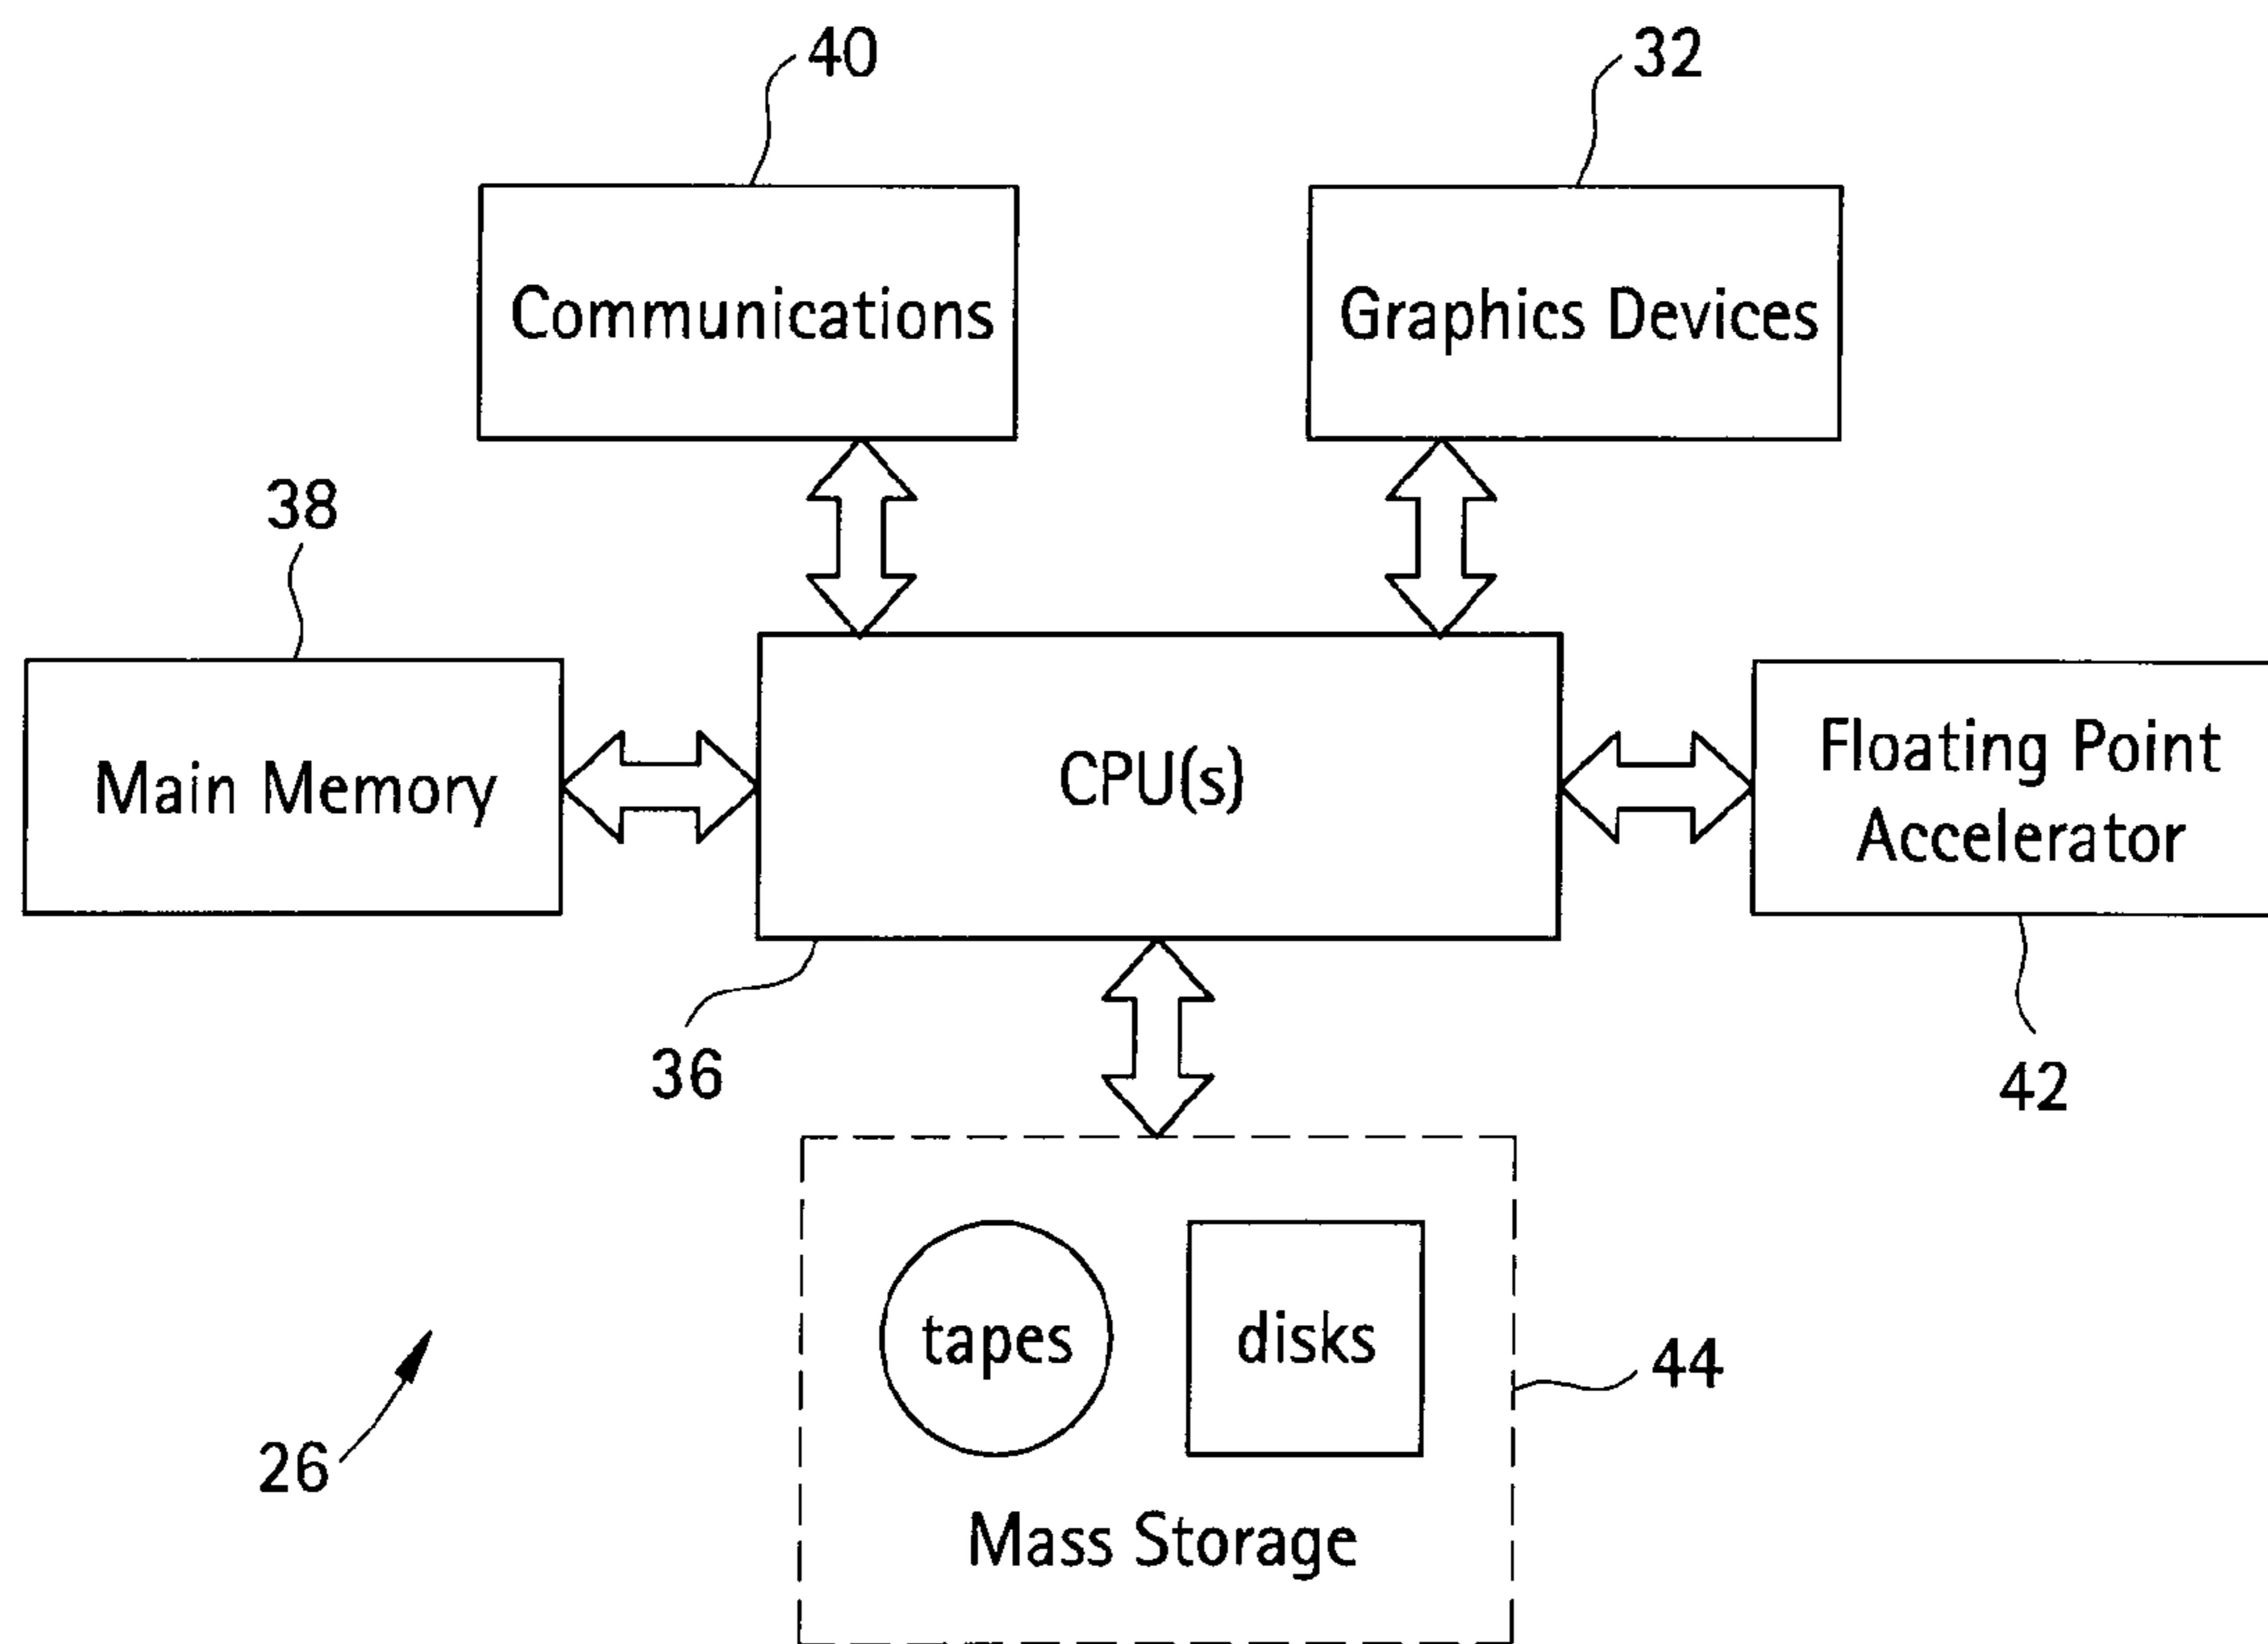 40
32
Communications
Graphics Devices
38
Main Memory
CPU(s)
Floating Point
Accelerator
36
42
tapes
disks
44
26
Mass Storage